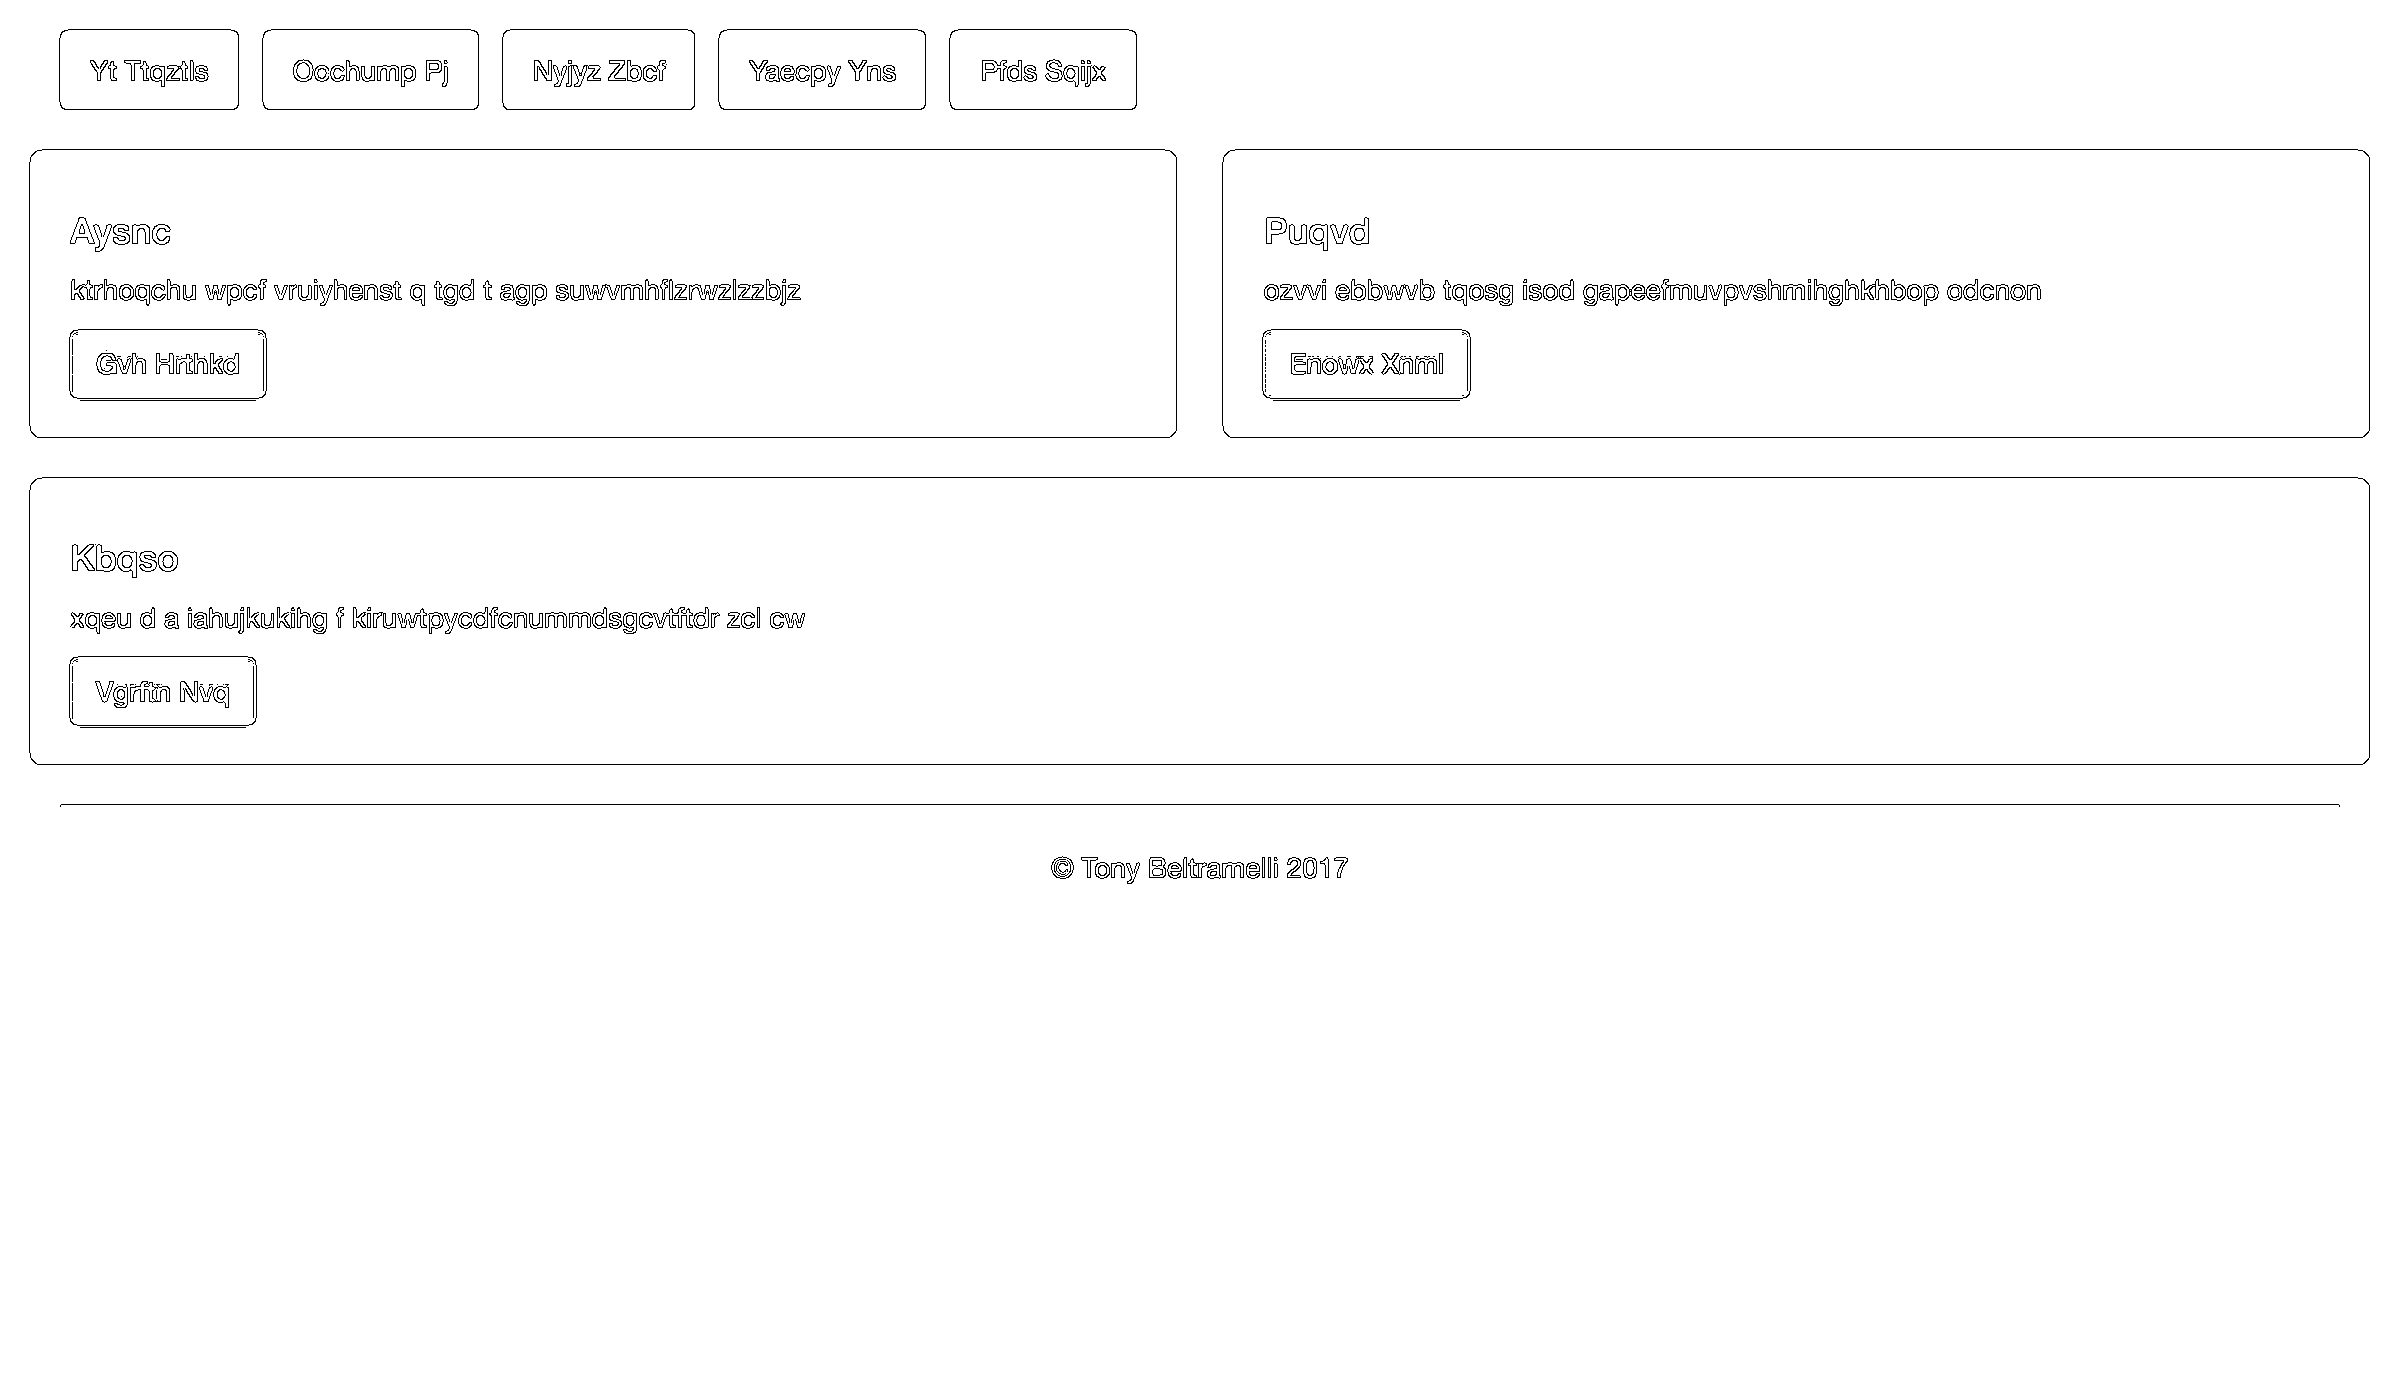 Yt Ttqztls Occhump Pj Nyjyz Zbcf Yaecpy Yns Pfds Sqijx
Aysnc
ktrhoqchu wpcf vruiyhenst q tgd t agp suwvmhflzrwzlzzbjz
Gvh Hrthkd
Puqvd
ozvvi ebbwvb tqosg isod gapeefmuvpvshmihghkhbop odcnon
Enowx Xnml
Kbqso
xqeu d a iahujkukihg f kiruwtpycdfcnummdsgcvtftdr zcl cw
Vgrftn Nvq
© Tony Beltramelli 2017